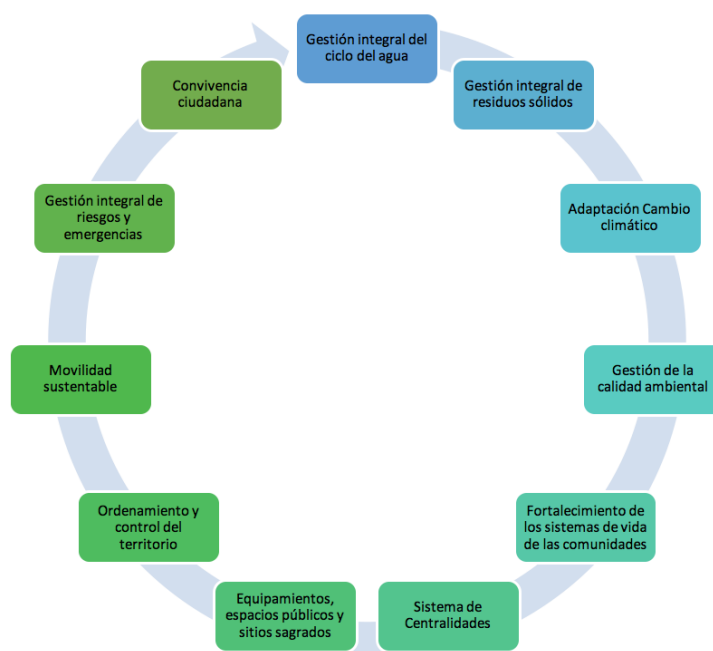 Gestión integral del
ciclo del agua
Gestión integral de
residuos sólidos
Adaptación Cambio
climático
Gestión de la
calidad ambiental
Fortalecimiento de
los sistemas de vida
de las comunidades
Sistema de
Centralidades
Equipamientos,
espacios públicos y
sitios sagrados
Ordenamiento y
control del
territorio
Movilidad
sustentable
Gestión integral de
riesgos y
emergencias
Convivencia
ciudadana